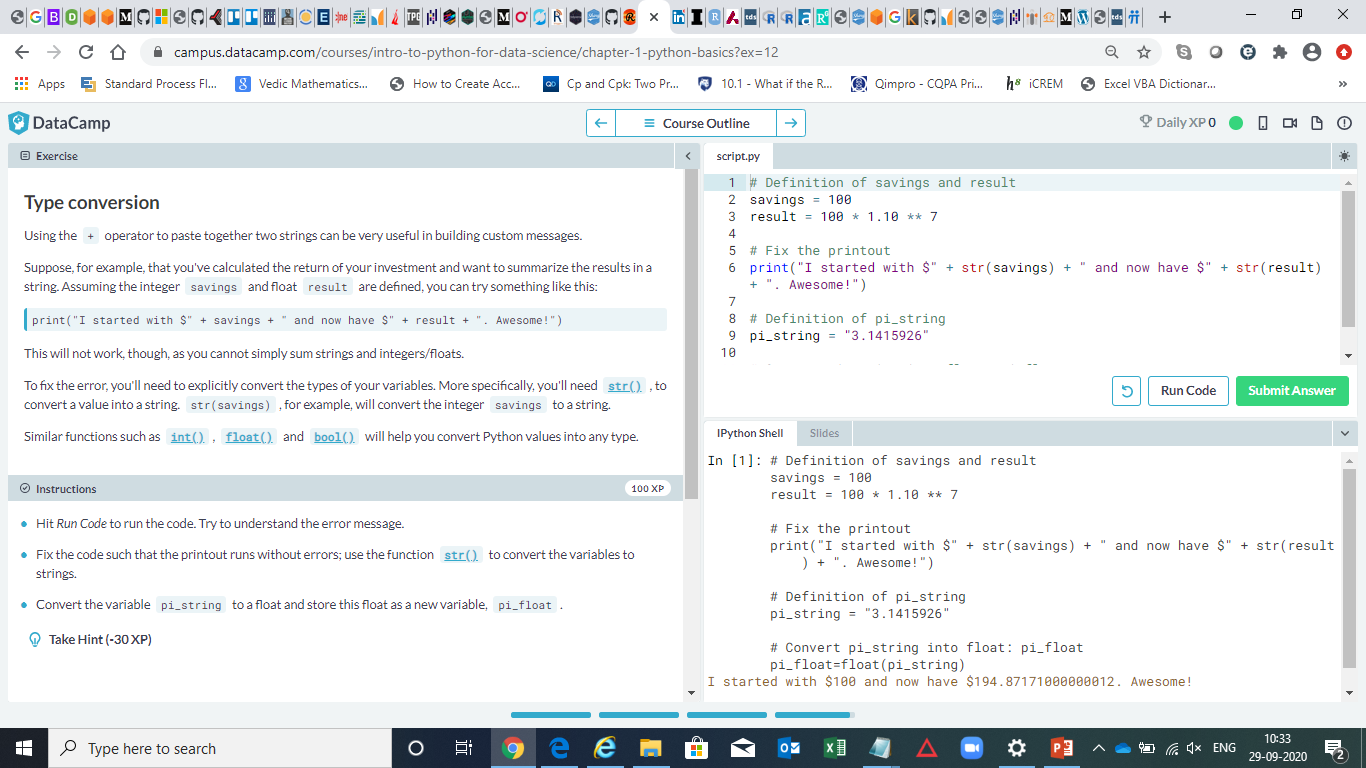 campus.datacamp.com/courses/intro-to-python-for-data-science/chapter-1-python-basics?ex=12
Apps
Standard Process Fl...
Vedic Mathematics...
How to Create Acc...
Cp and Cpk: Two Pr...
10.1 - What if the R...
Qimpro - CQPA Pri...
iCREM
Excel VBA Dictionar...
»
DataCamp
Course Outline
Daily XP 0
Exercise
Type conversion
Using the + operator to paste together two strings can be very useful in building custom messages.
Suppose, for example, that you've calculated the return of your investment and want to summarize the results in a
string. Assuming the integer savings and float result are defined, you can try something like this:
print("I started with $" + savings + " and now have $" + result + ". Awesome!")
This will not work, though, as you cannot simply sum strings and integers/floats.
To fix the error, you'll need to explicitly convert the types of your variables. More specifically, you'll need str() , to
convert a value into a string. str(savings) , for example, will convert the integer savings to a string.
Similar functions such as int() , float() and bool() will help you convert Python values into any type.
Instructions
100 XP
Hit Run Code to run the code. Try to understand the error message.
Fix the code such that the printout runs without errors; use the function str() to convert the variables to
strings.
Convert the variable pi_string to a float and store this float as a new variable, pi_float .
Take Hint (-30 XP)
script.py
1 # Definition of savings and result
2 savings = 100
3 result = 100 * 1.10 ** 7
4
5 # Fix the printout
6 print("I started with $" + str(savings) + " and now have $" + str(result)
+ ". Awesome!")
7
8 # Definition of pi_string
9 pi_string = "3.1415926"
10
Run Code
Submit Answer
IPython Shell
Slides
In [1]: # Definition of savings and result
savings = 100
result = 100 * 1.10 ** 7
# Fix the printout
print("I started with $" + str(savings) + " and now have $" + str(result
) + ". Awesome!")
# Definition of pi_string
pi_string = "3.1415926"
# Convert pi_string into float: pi_float
pi_float=float(pi_string)
I started with $100 and now have $194.87171000000012. Awesome!
Type here to search
ENG
10:33
29-09-2020
2